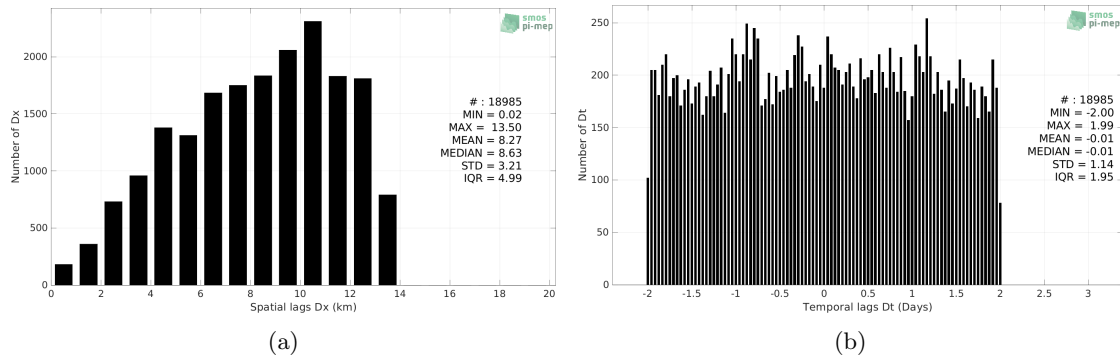 smos
pi-mep
2000
1500
1000
500
0
Number of Dx
# : 18985
MIN = 0.02
MAX = 13.50
MEAN = 8.27
MEDIAN = 8.63
STD = 3.21
IQR = 4.99
0 2 4 6 8 10 12 14 16 18 20
Spatial lags Dx (km)
(a)
smos
pi-mep
250
200
150
100
50
0
Number of Dt
# : 18985
MIN = -2.00
MAX = 1.99
MEAN = -0.01
MEDIAN = -0.01
STD = 1.14
IQR = 1.95
-2 -1.5 -1 -0.5 0 0.5 1 1.5 2 2.5 3
Temporal lags Dt (Days)
(b)